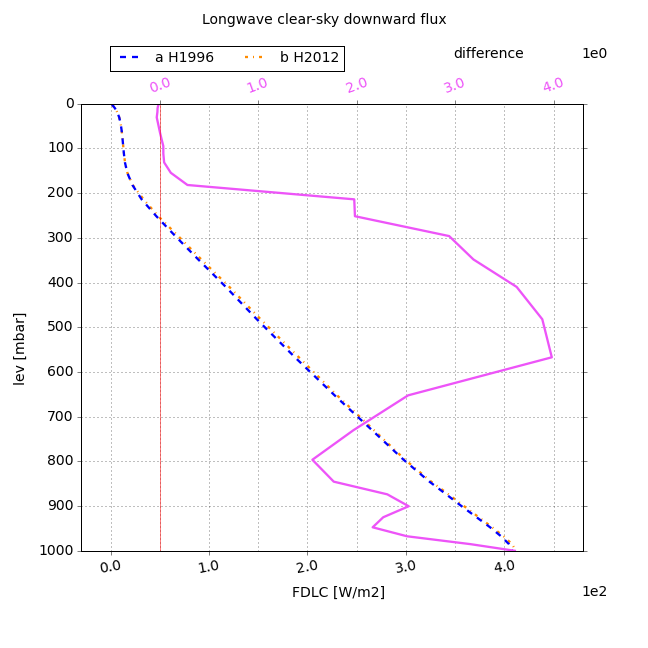 Longwave clear-sky downward flux
a H1996 b H2012 difference 1e0
0.0 1.0 2.0 3.0 4.0
0
100
200
300
400
500
600
700
800
900
1000
lev [mbar]
0.0 1.0 2.0 3.0 4.0
FDLC [W/m2] 1e2